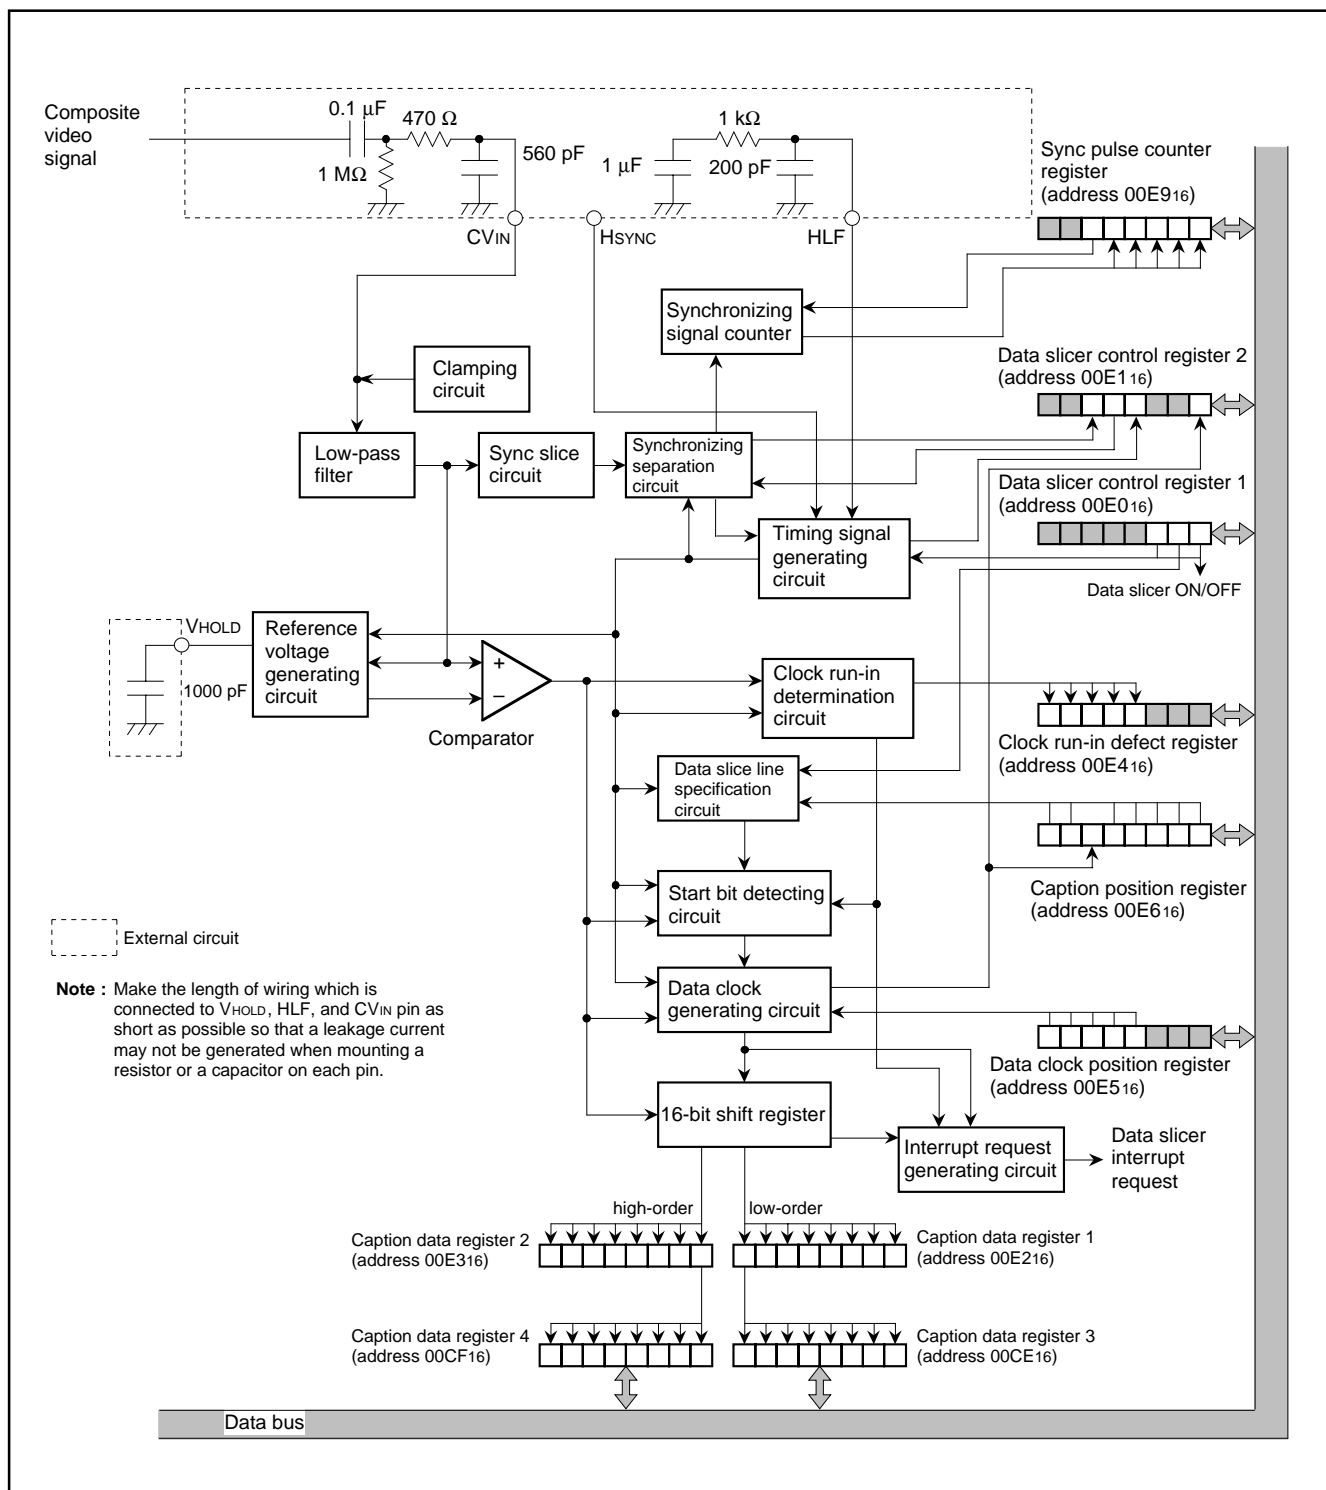 Composite
video
signal
0.1 µF
470 Ω
1 MΩ
560 pF
1 kΩ
1 µF
200 pF
CVIN
HSYNC
HLF
Sync pulse counter
register
(address 00E916)
Synchronizing
signal counter
Data slicer control register 2
(address 00E116)
Clamping
circuit
Low-pass
filter
Sync slice
circuit
Synchronizing
separation
circuit
Data slicer control register 1
(address 00E016)
Timing signal
generating
circuit
Data slicer ON/OFF
VHOLD
1000 pF
Reference
voltage
generating
circuit
+
−
Comparator
Clock run-in
determination
circuit
Clock run-in defect register
(address 00E416)
Data slice line
specification
circuit
Start bit detecting
circuit
Caption position register
(address 00E616)
External circuit
Note : Make the length of wiring which is
connected to VHOLD, HLF, and CVIN pin as
short as possible so that a leakage current
may not be generated when mounting a
resistor or a capacitor on each pin.
Data clock
generating circuit
Data clock position register
(address 00E516)
16-bit shift register
Interrupt request
generating circuit
Data slicer
interrupt
request
high-order
low-order
Caption data register 2
(address 00E316)
Caption data register 1
(address 00E216)
Caption data register 4
(address 00CF16)
Caption data register 3
(address 00CE16)
Data bus